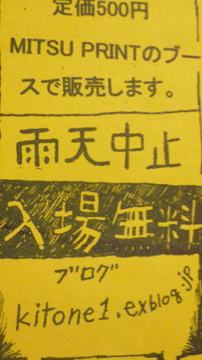 定価500円
MITSU PRINTのブー
スで販売します。
雨天中止
入場無料
ブログ
kitone1.exblog.jp